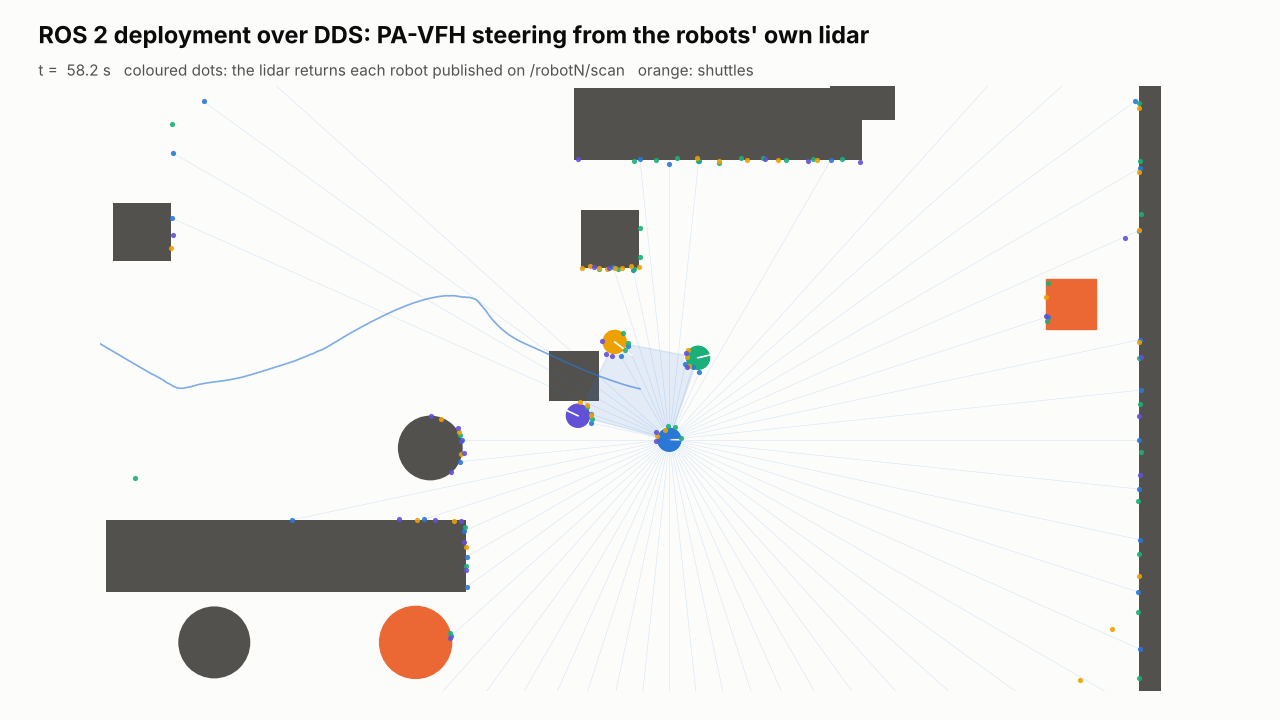 ROS 2 deployment over DDS: PA-VFH steering from the robots' own lidar
t =  58.2 s   coloured dots: the lidar returns each robot published on /robotN/scan   orange: shuttles